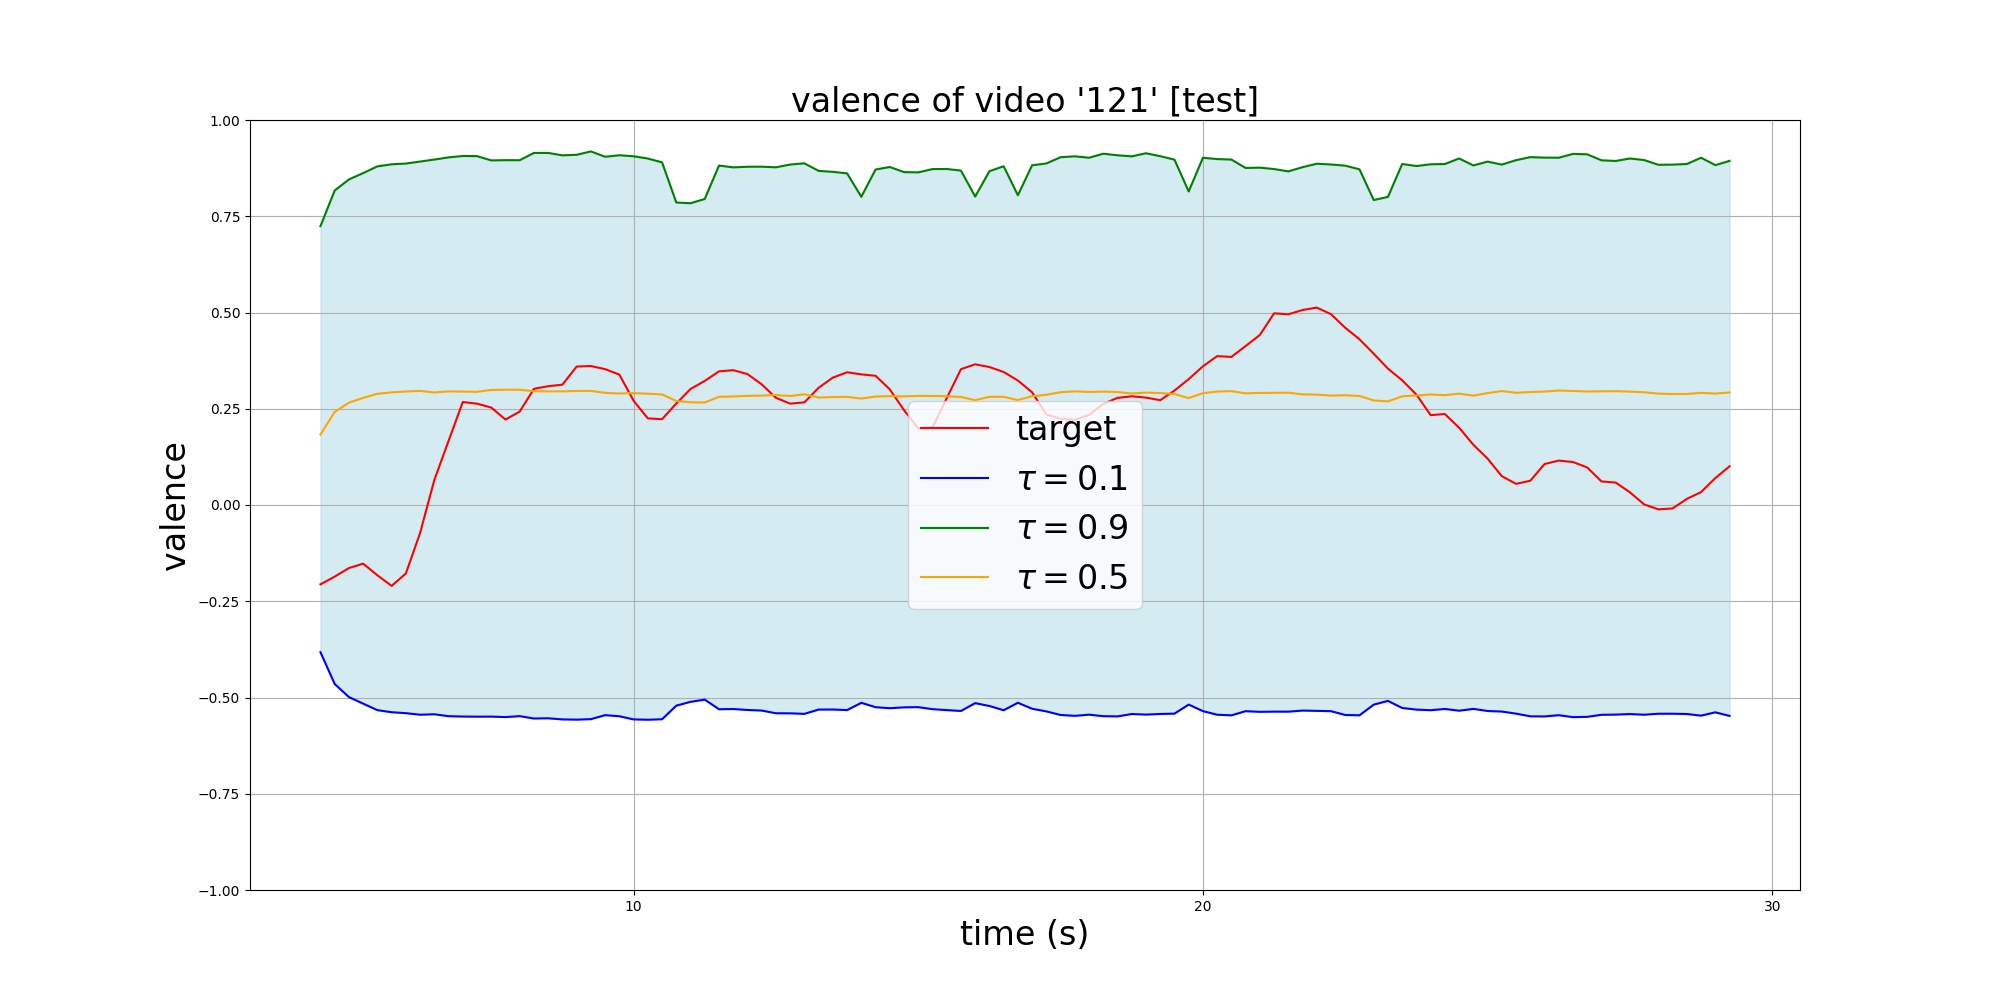 valence of video '121' [test]
1.00
0.75
0.50
0.25
0.00
−0.25
−0.50
−0.75
−1.00
valence
target
τ = 0.1
τ = 0.9
τ = 0.5
10 20 30
time (s)